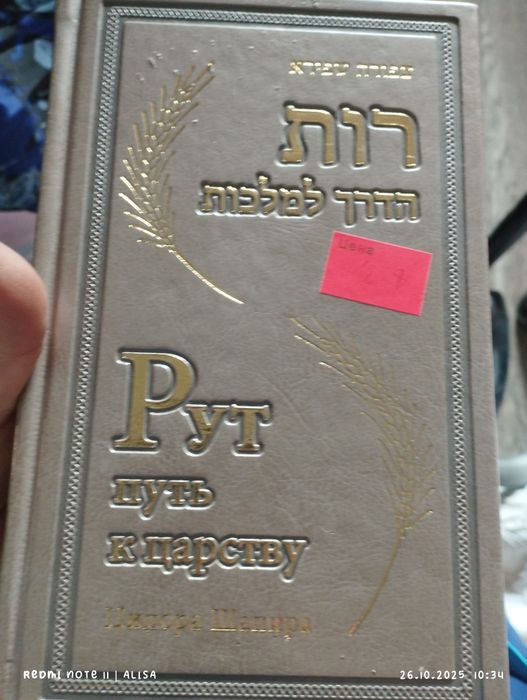 צפורה שפירא
רות
הדרך למלכות
Цена
Рут
путь
к царству
Ципора Шапира
REDMI NOTE 11 | ALISA
26.10.2025 10:34